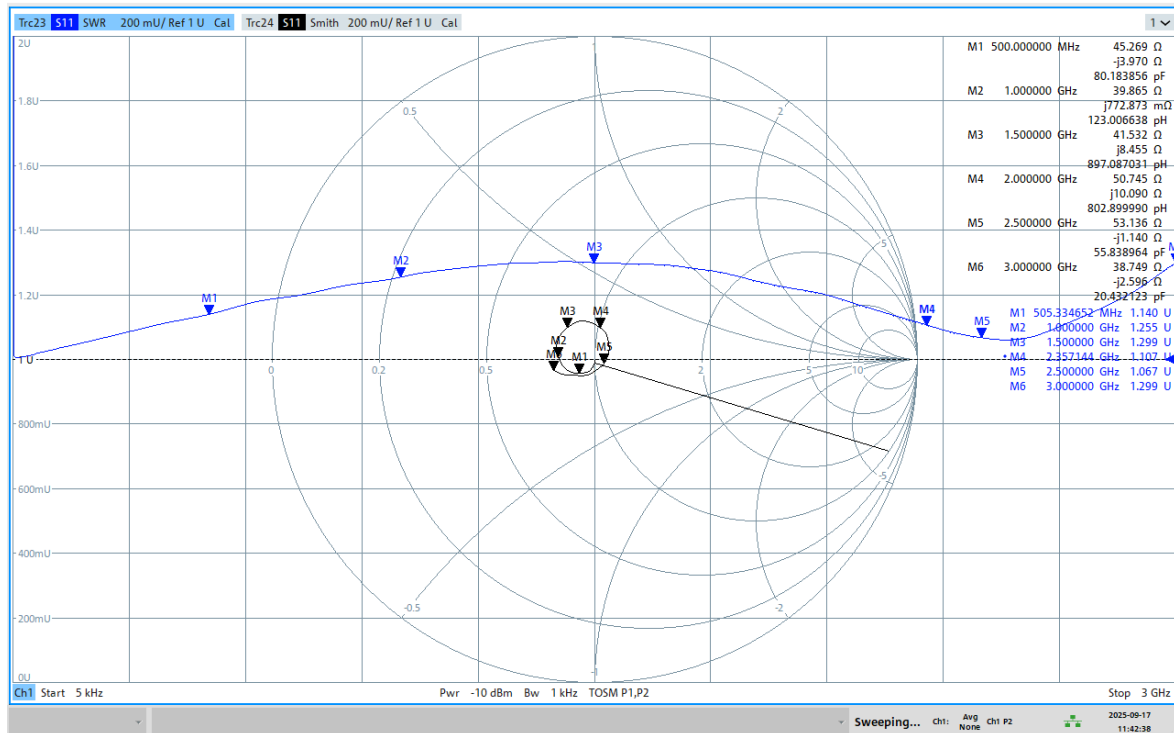 Trc23 S11 SWR 200 mU/ Ref 1 U Cal Trc24 S11 Smith 200 mU/ Ref 1 U Cal 1
2U
1.8U
1.6U
1.4U
1.2U
1 U
800mU
600mU
400mU
200mU
0U
M1 500.000000 MHz 45.269 Ω
-j3.970 Ω
80.183856 pF
M2 1.000000 GHz 39.865 Ω
j772.873 mΩ
123.006638 pH
M3 1.500000 GHz 41.532 Ω
j8.455 Ω
897.087031 pH
M4 2.000000 GHz 50.745 Ω
j10.090 Ω
802.899990 pH
M5 2.500000 GHz 53.136 Ω
-j1.140 Ω
55.838964 pF
M6 3.000000 GHz 38.749 Ω
-j2.596 Ω
20.432123 pF
M1 505.334652 MHz 1.140 U
M2 1.000000 GHz 1.255 U
M3 1.500000 GHz 1.299 U
•M4 2.357144 GHz 1.107 U
M5 2.500000 GHz 1.067 U
M6 3.000000 GHz 1.299 U
1
0.5
2
5
M1
M2
M3
M4
M5
M3
M4
M2
M1
M5
0
0.2
0.5
2
5
10
-5
-0.5
-2
-1
Ch1 Start 5 kHz Pwr -10 dBm Bw 1 kHz TOSM P1,P2 Stop 3 GHz
Sweeping... Ch1: Avg None Ch1 P2
2025-09-17
11:42:38